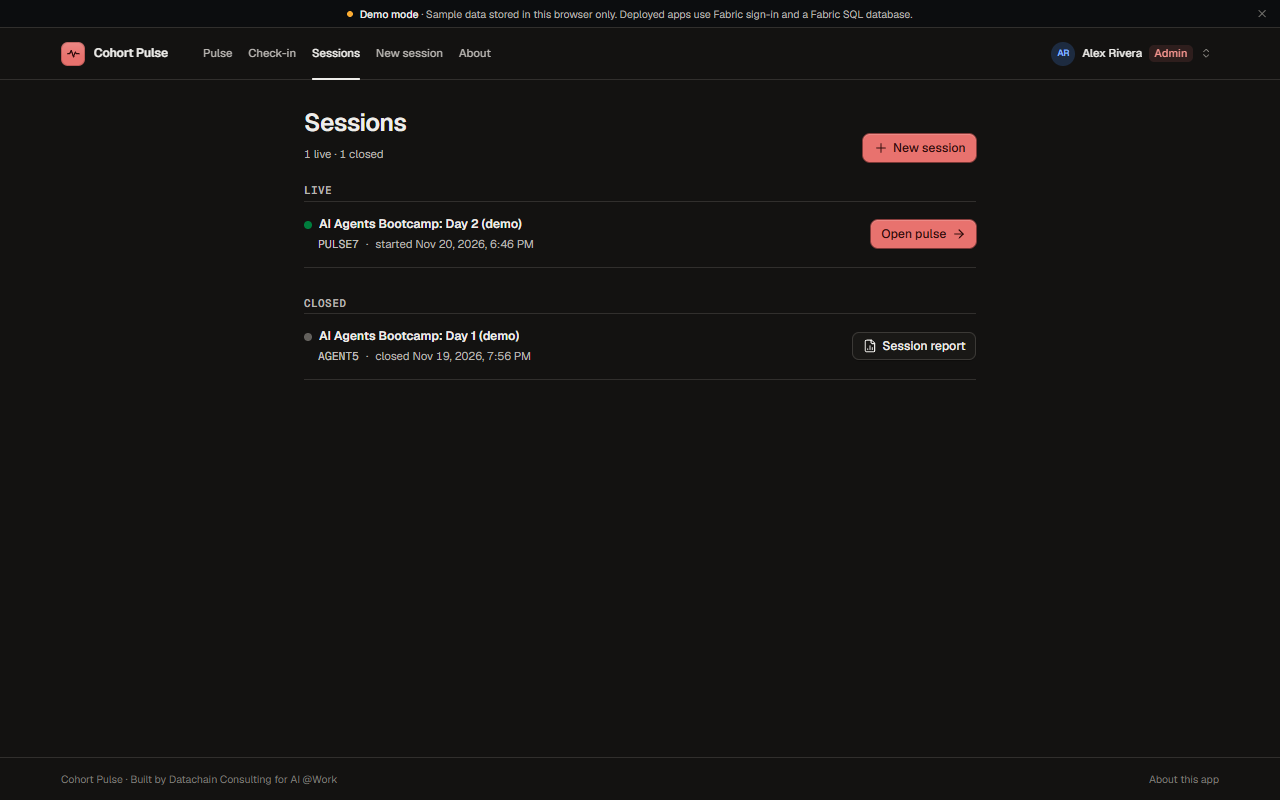 Demo mode · Sample data stored in this browser only. Deployed apps use Fabric sign-in and a Fabric SQL database.
Cohort Pulse
Pulse
Check-in
Sessions
New session
About
AR
Alex Rivera
Admin
Sessions
1 live · 1 closed
New session
LIVE
AI Agents Bootcamp: Day 2 (demo)
PULSE7 · started Nov 20, 2026, 6:46 PM
Open pulse
CLOSED
AI Agents Bootcamp: Day 1 (demo)
AGENT5 · closed Nov 19, 2026, 7:56 PM
Session report
Cohort Pulse · Built by Datachain Consulting for AI @Work
About this app